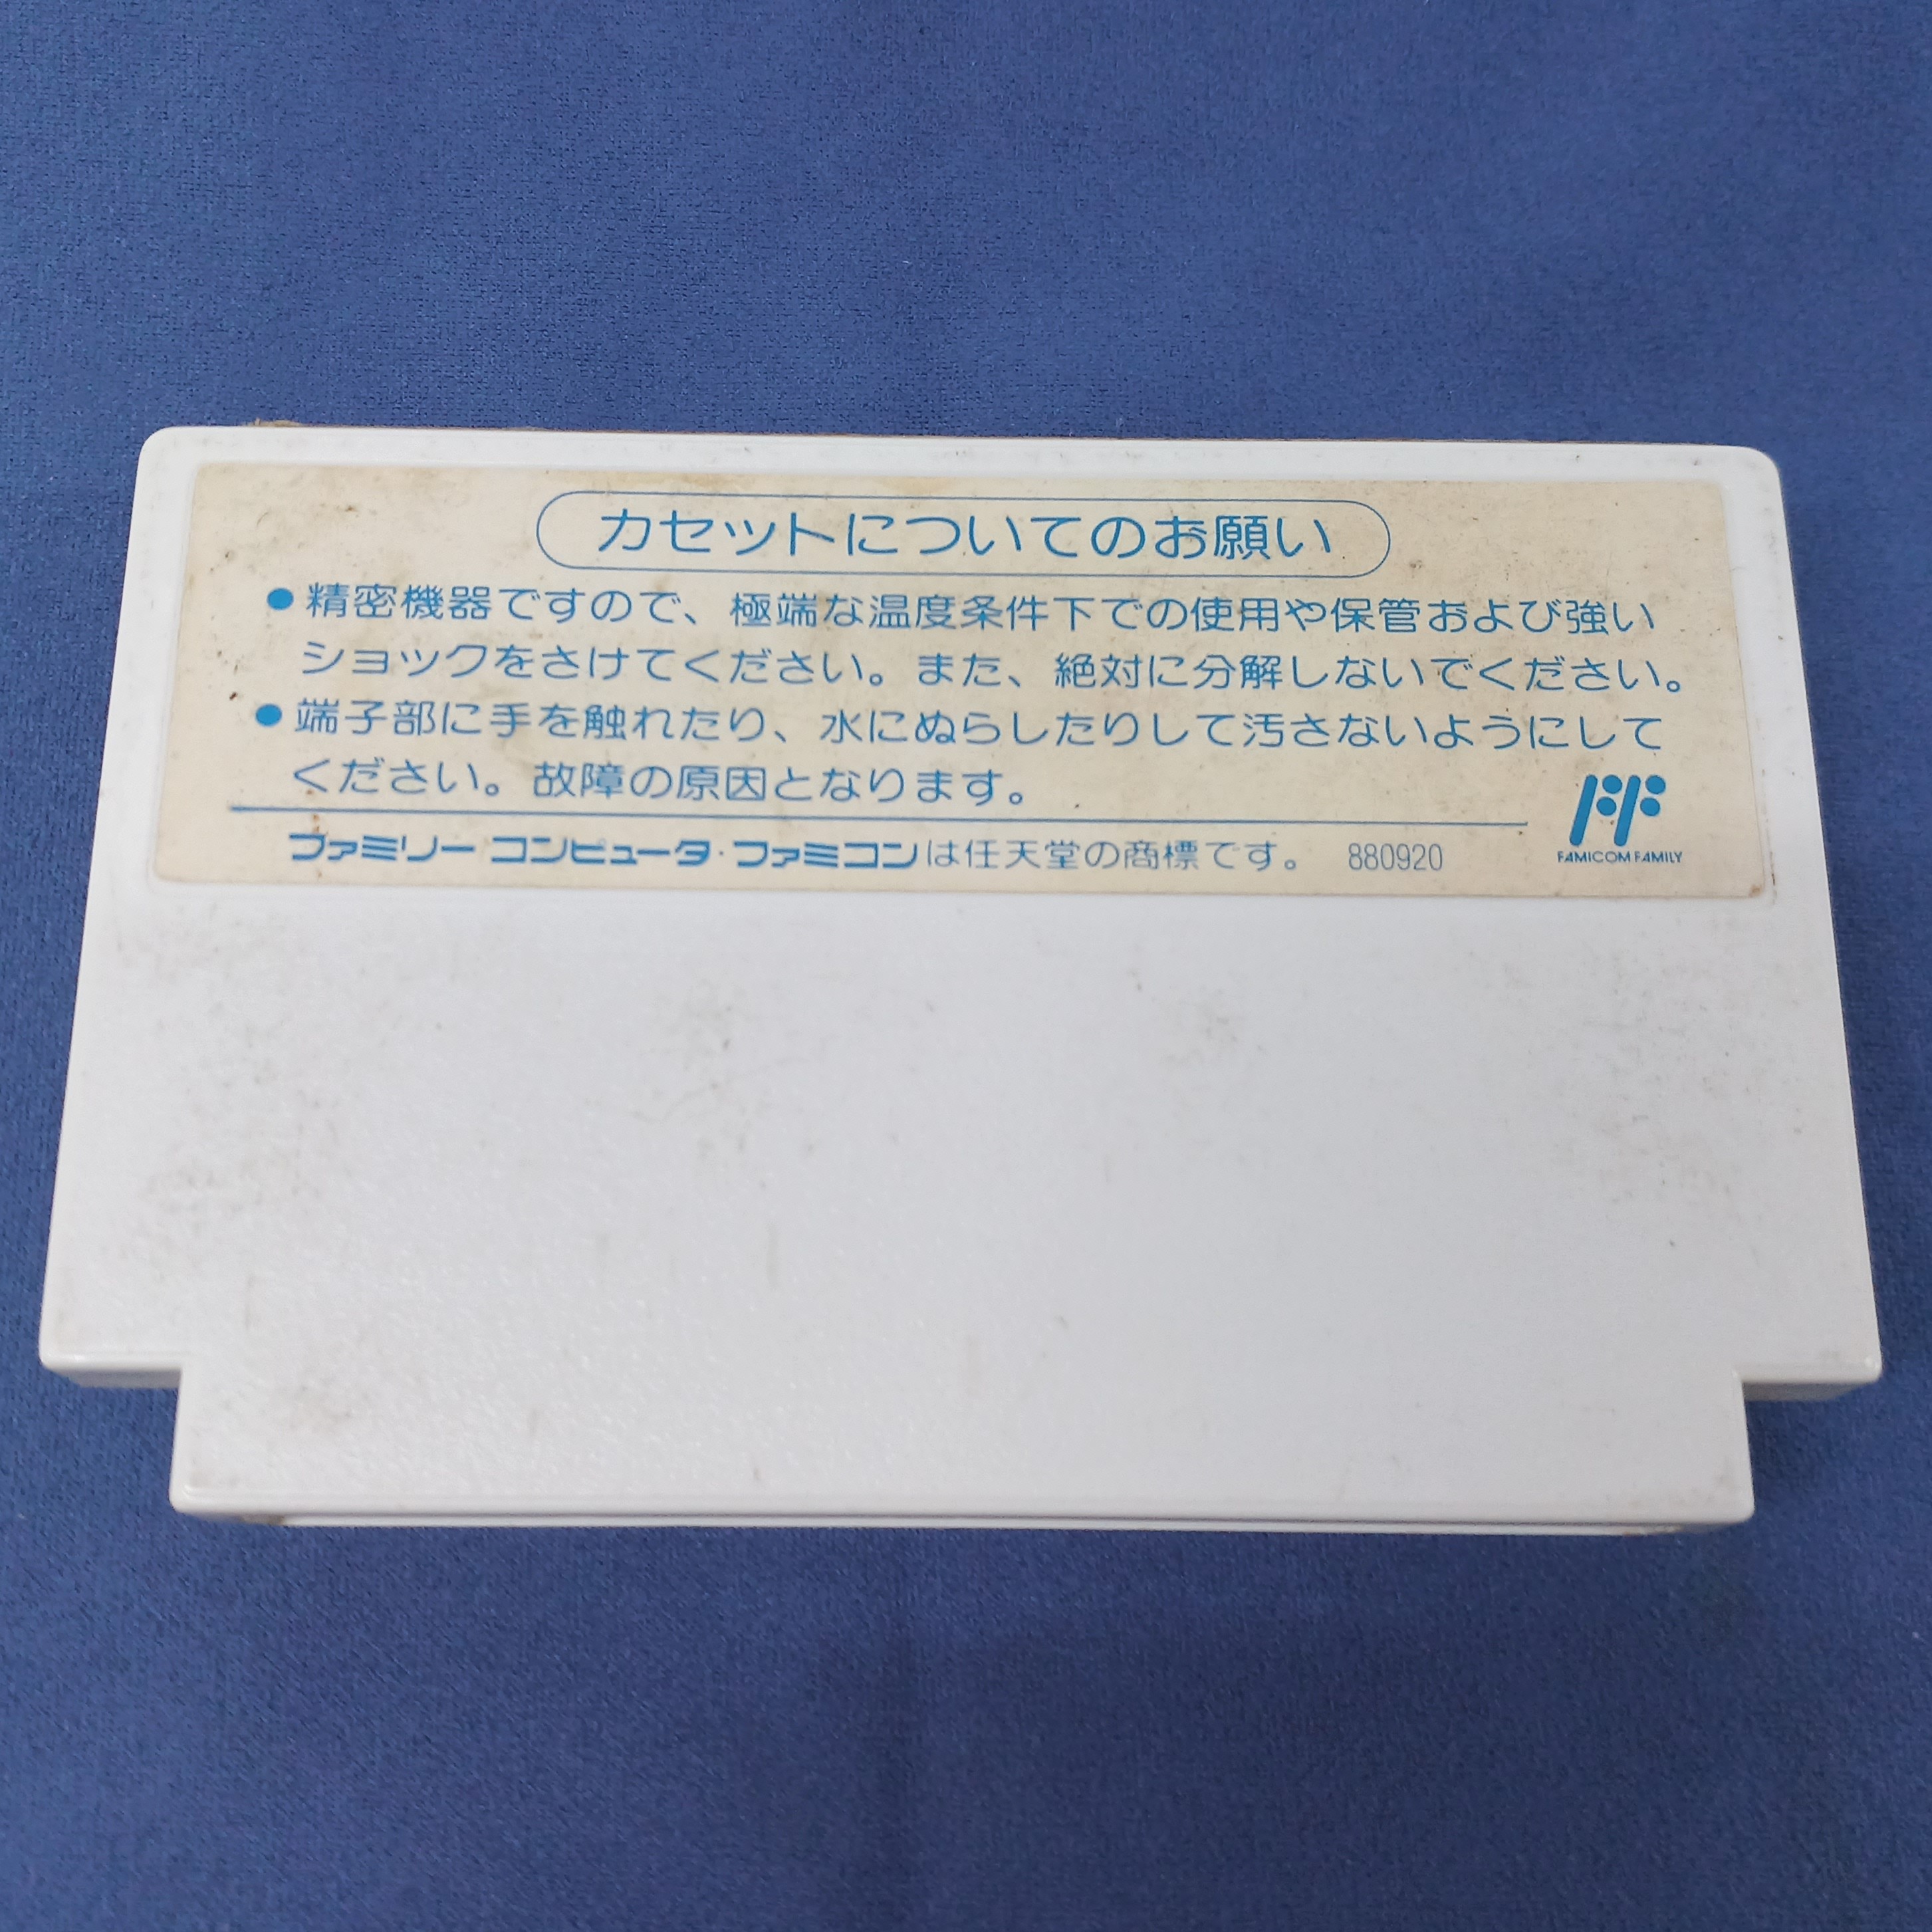 カセットについてのお願い
●精密機器ですので、極端な温度条件下での使用や保管および強い
ショックをさけてください。また、絶対に分解しないでください。
●端子部に手を触れたり、水にぬらしたりして汚さないようにして
ください。故障の原因となります。
ファミリーコンピュータ・ファミコンは任天堂の商標です。 880920
FAMICOM FAMILY